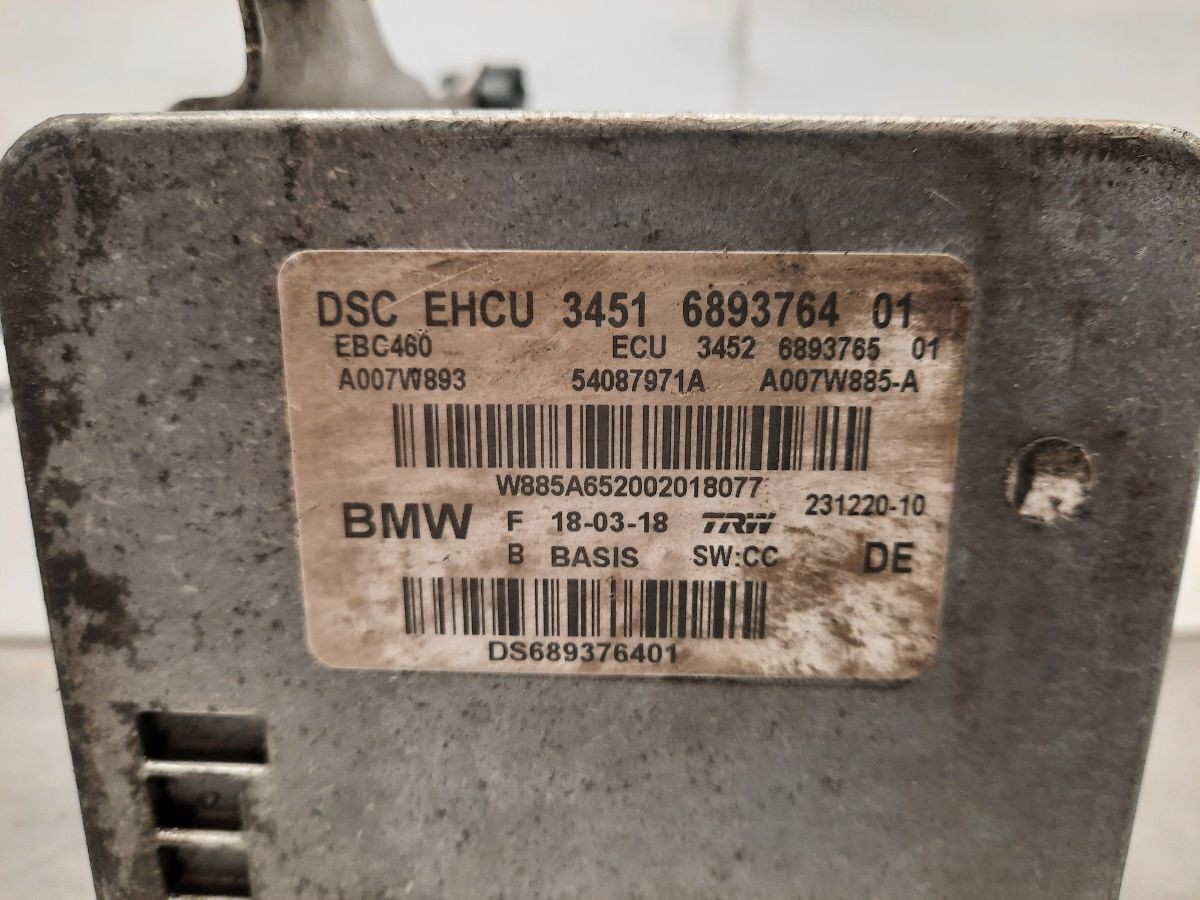 DSC EHCU 3451 6893764 01
EBC460 ECU 3452 6893765 01
A007W893 54087971A A007W885-A
W885A652002018077
BMW F 18-03-18 TRW 231220-10
B BASIS SW:CC DE
DS689376401